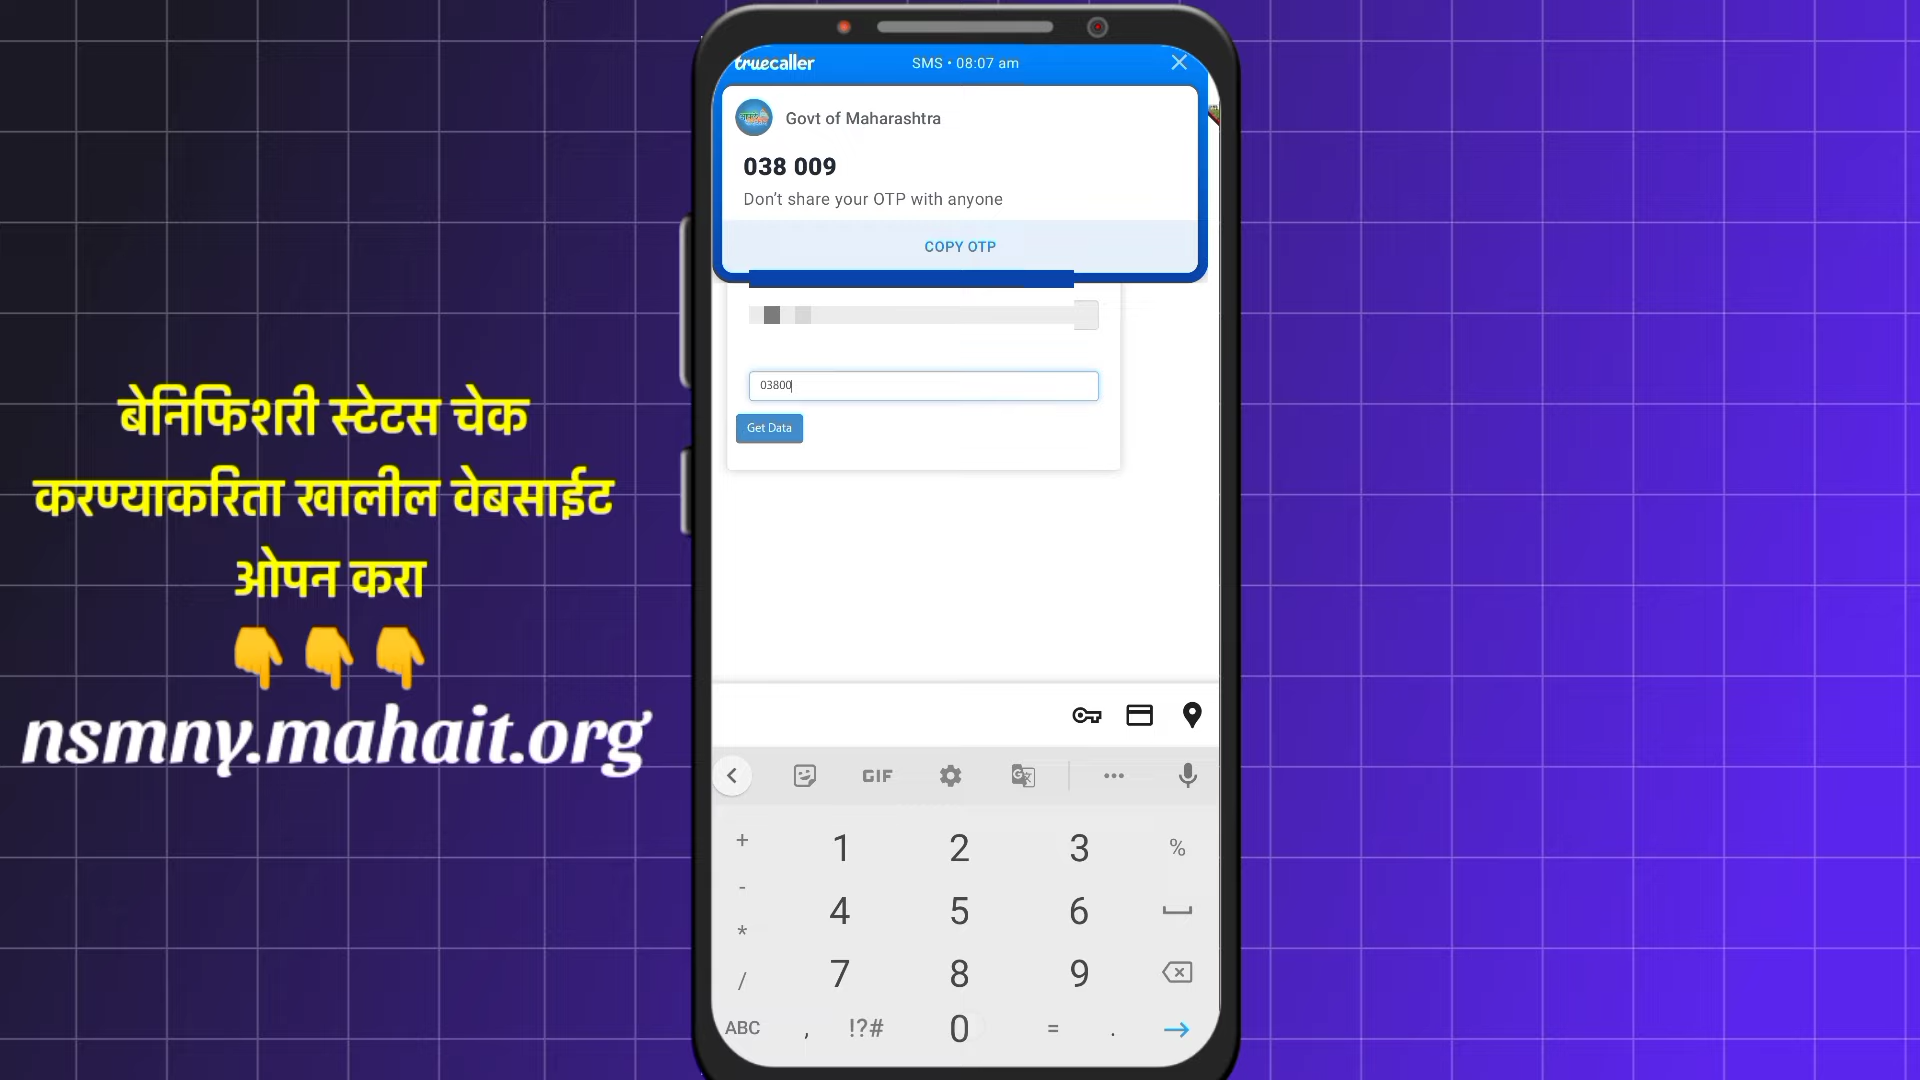 बेनिफिशरी स्टेटस चेक
करण्याकरिता खालील वेबसाईट
ओपन करा
👇👇👇
nsmny.mahait.org
truecaller
SMS • 08:07 am
Govt of Maharashtra
038 009
Don't share your OTP with anyone
COPY OTP
03800
Get Data
GIF
+ 1 2 3 %
- 4 5 6
*
/ 7 8 9
ABC , !?# 0 = .